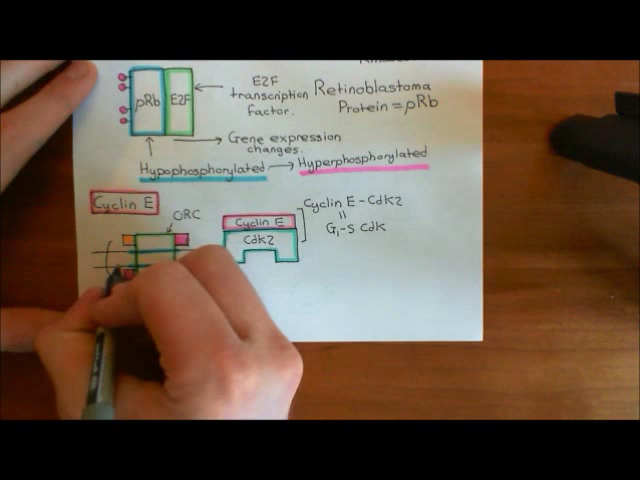 pRb
E2F
E2F
transcription
factor.
Retinoblastoma
Protein = pRb
Gene expression
changes.
Hypophosphorylated
Hyperphosphorylated
Cyclin E
ORC
Cyclin E
Cdk2
Cyclin E - Cdk2
=
G₁-S Cdk